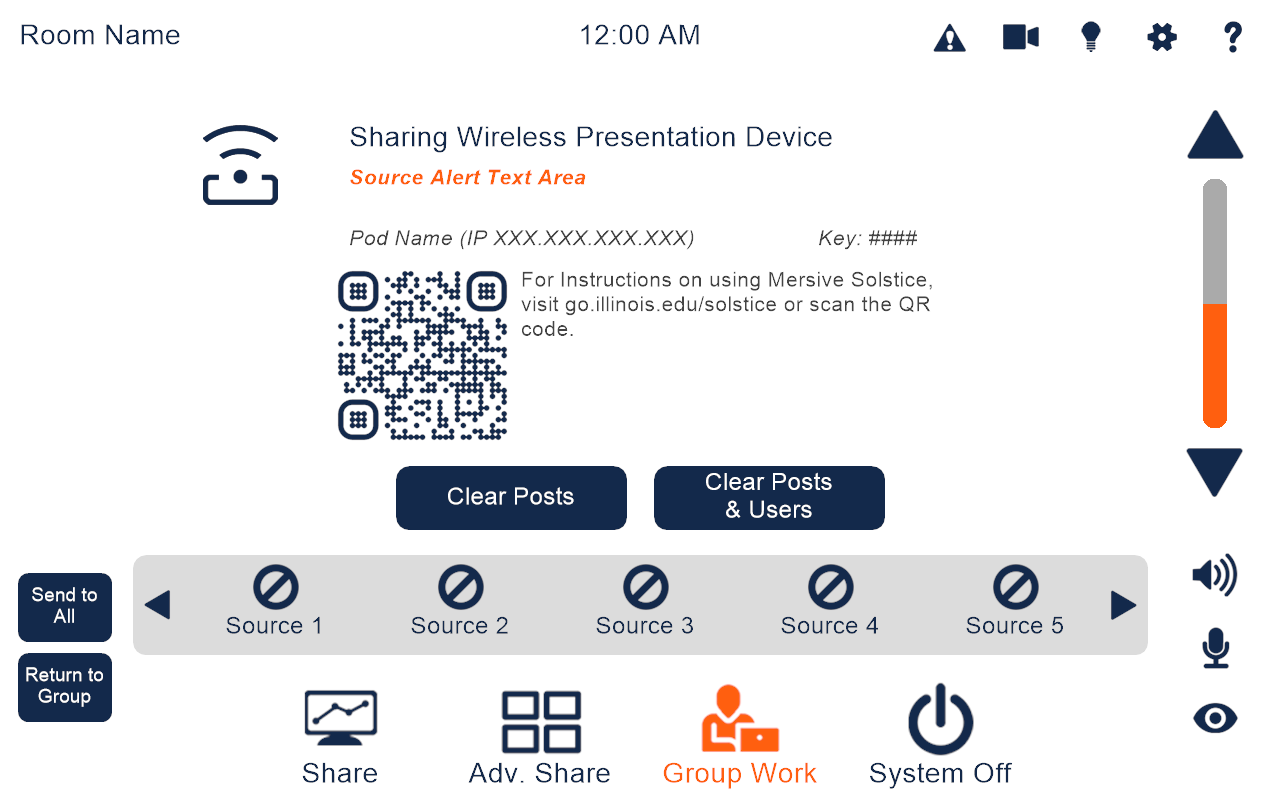 Room Name
12:00 AM
Sharing Wireless Presentation Device
Source Alert Text Area
Pod Name (IP XXX.XXX.XXX.XXX)
Key: ####
For Instructions on using Mersive Solstice,
visit go.illinois.edu/solstice or scan the QR
code.
Clear Posts
Clear Posts
& Users
Send to
All
Return to
Group
Source 1
Source 2
Source 3
Source 4
Source 5
Share
Adv. Share
Group Work
System Off